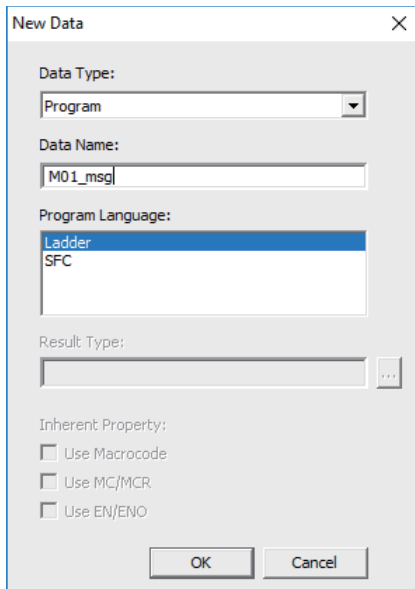 New Data
Data Type:
Program
Data Name:
M01_msg
Program Language:
Ladder
SFC
Result Type:
...
Inherent Property:
Use Macrocode
Use MC/MCR
Use EN/ENO
OK Cancel